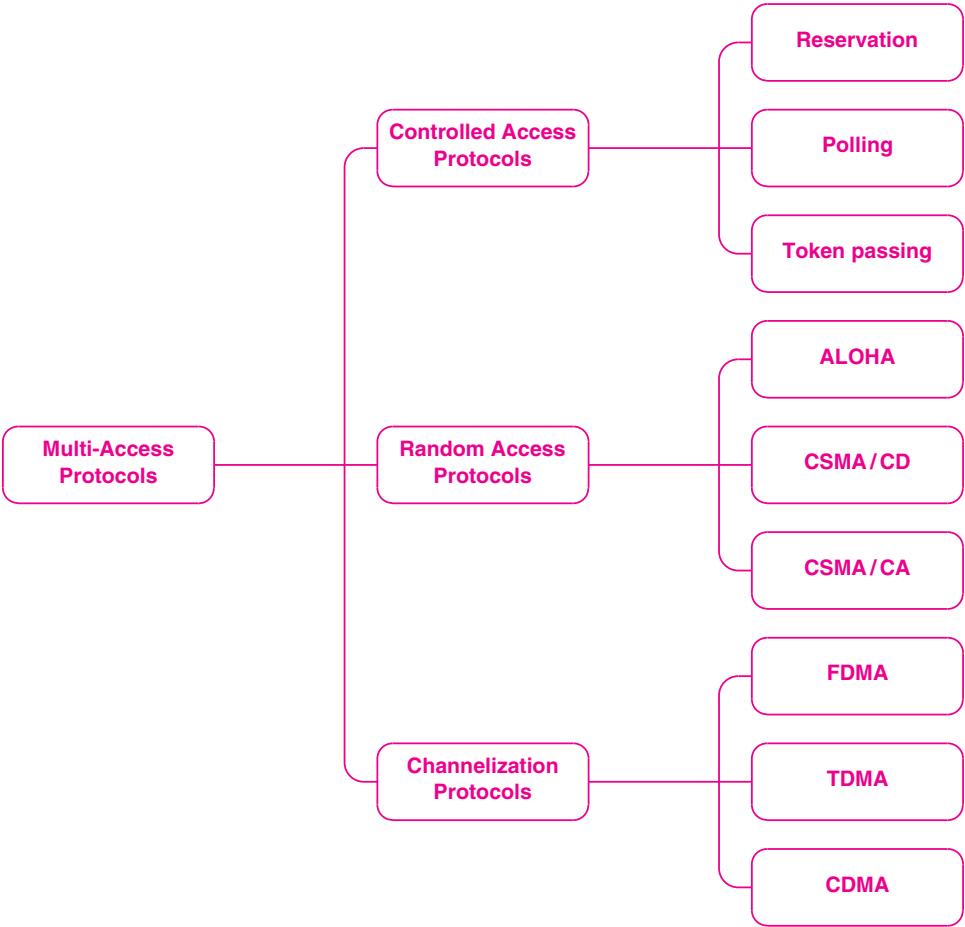 Multi-Access
Protocols
Controlled Access
Protocols
Reservation
Polling
Token passing
Random Access
Protocols
ALOHA
CSMA/CD
CSMA/CA
Channelization
Protocols
FDMA
TDMA
CDMA